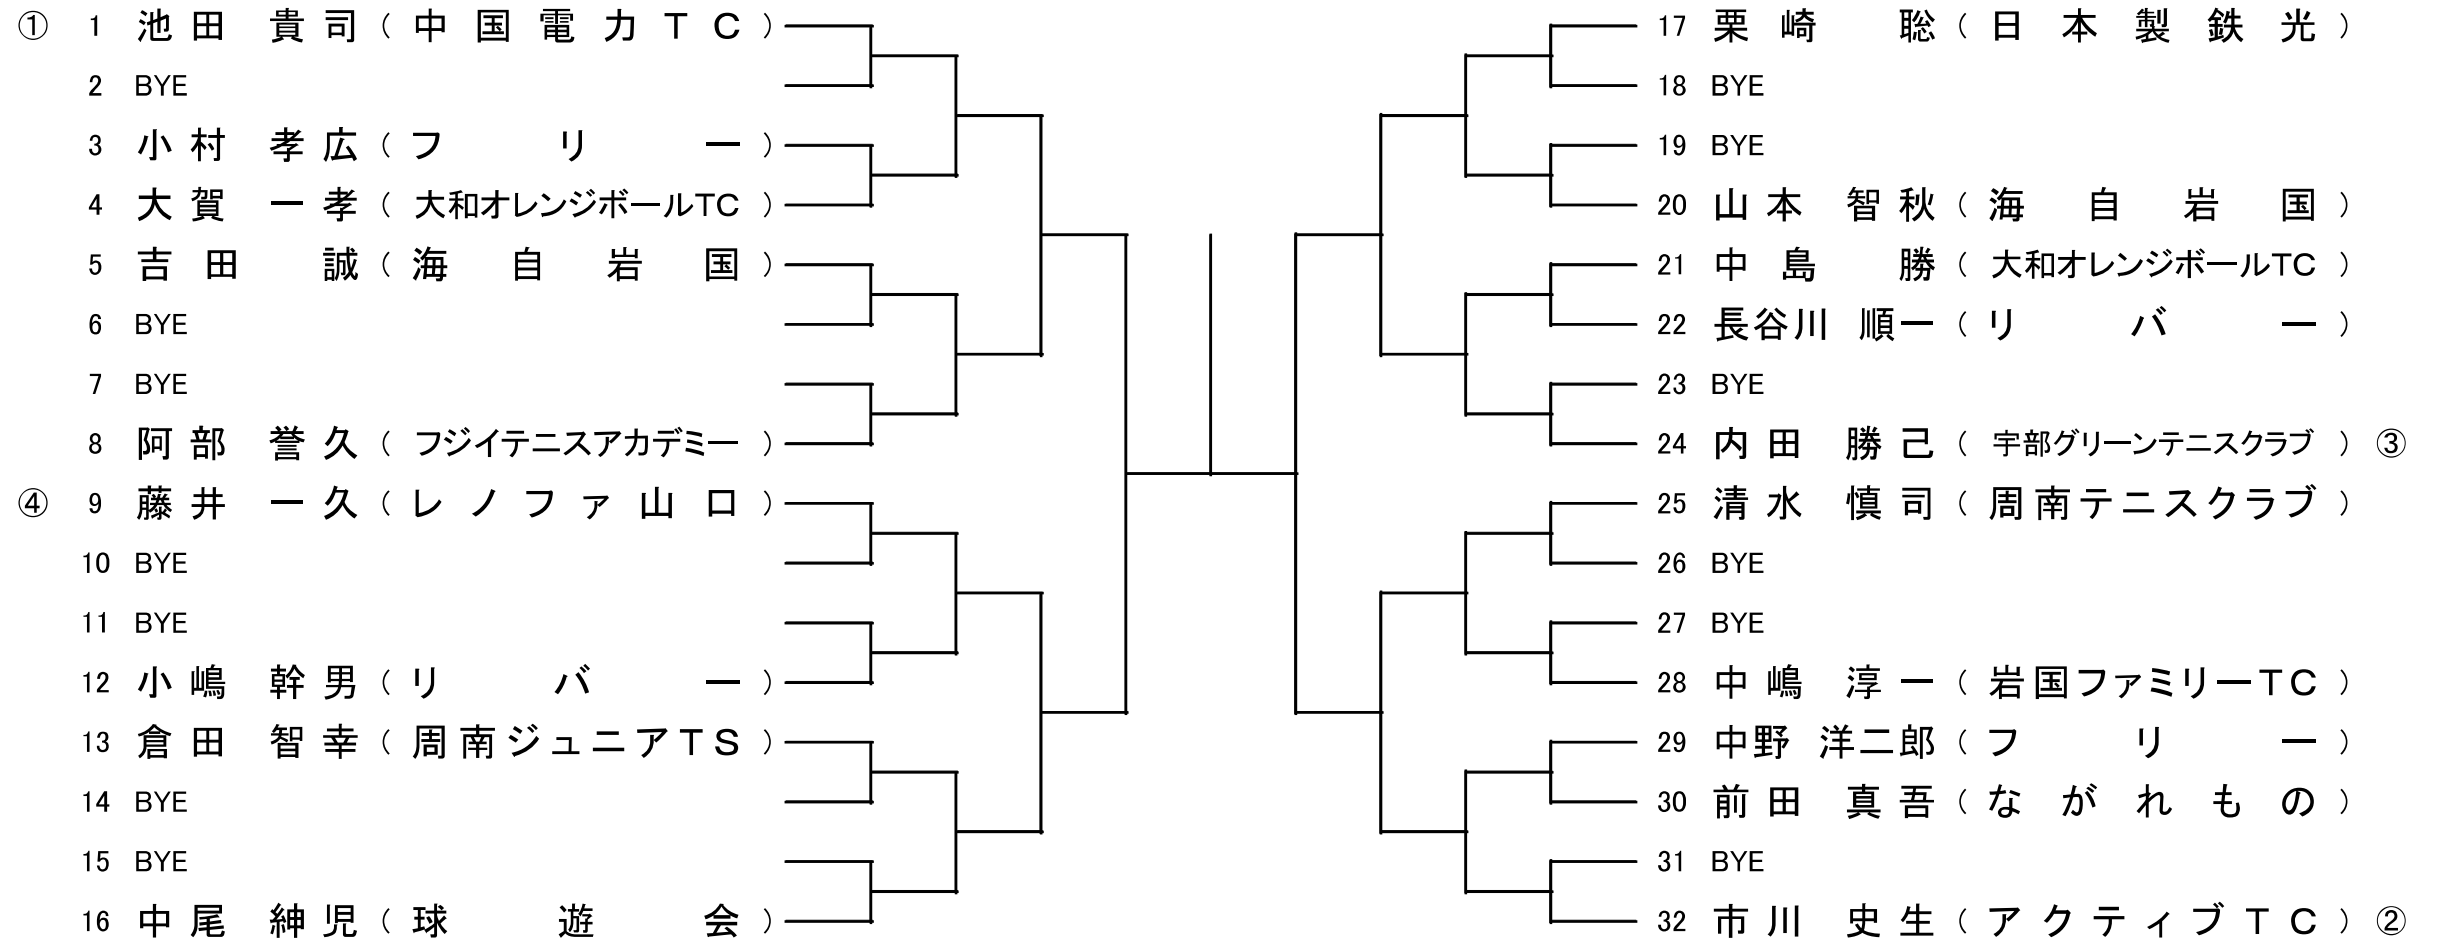 ① 1 池田 貴司 （ 中国電力TC ）
2 BYE
3 小村 孝広 （ フリー ）
4 大賀 一孝 （ 大和オレンジボールTC ）
5 吉田 誠 （ 海自岩国 ）
6 BYE
7 BYE
8 阿部 誉久 （ フジイテニスアカデミー ）
④ 9 藤井 一久 （ レノファ山口 ）
10 BYE
11 BYE
12 小嶋 幹男 （ リバー ）
13 倉田 智幸 （ 周南ジュニアTS ）
14 BYE
15 BYE
16 中尾 紳児 （ 球遊会 ）
17 栗崎 聡 （ 日本製鉄光 ）
18 BYE
19 BYE
20 山本 智秋 （ 海自岩国 ）
21 中島 勝 （ 大和オレンジボールTC ）
22 長谷川 順一 （ リバー ）
23 BYE
24 内田 勝己 （ 宇部グリーンテニスクラブ ） ③
25 清水 慎司 （ 周南テニスクラブ ）
26 BYE
27 BYE
28 中嶋 淳一 （ 岩国ファミリーTC ）
29 中野 洋二郎 （ フリー ）
30 前田 真吾 （ ながれもの ）
31 BYE
32 市川 史生 （ アクティブTC ） ②